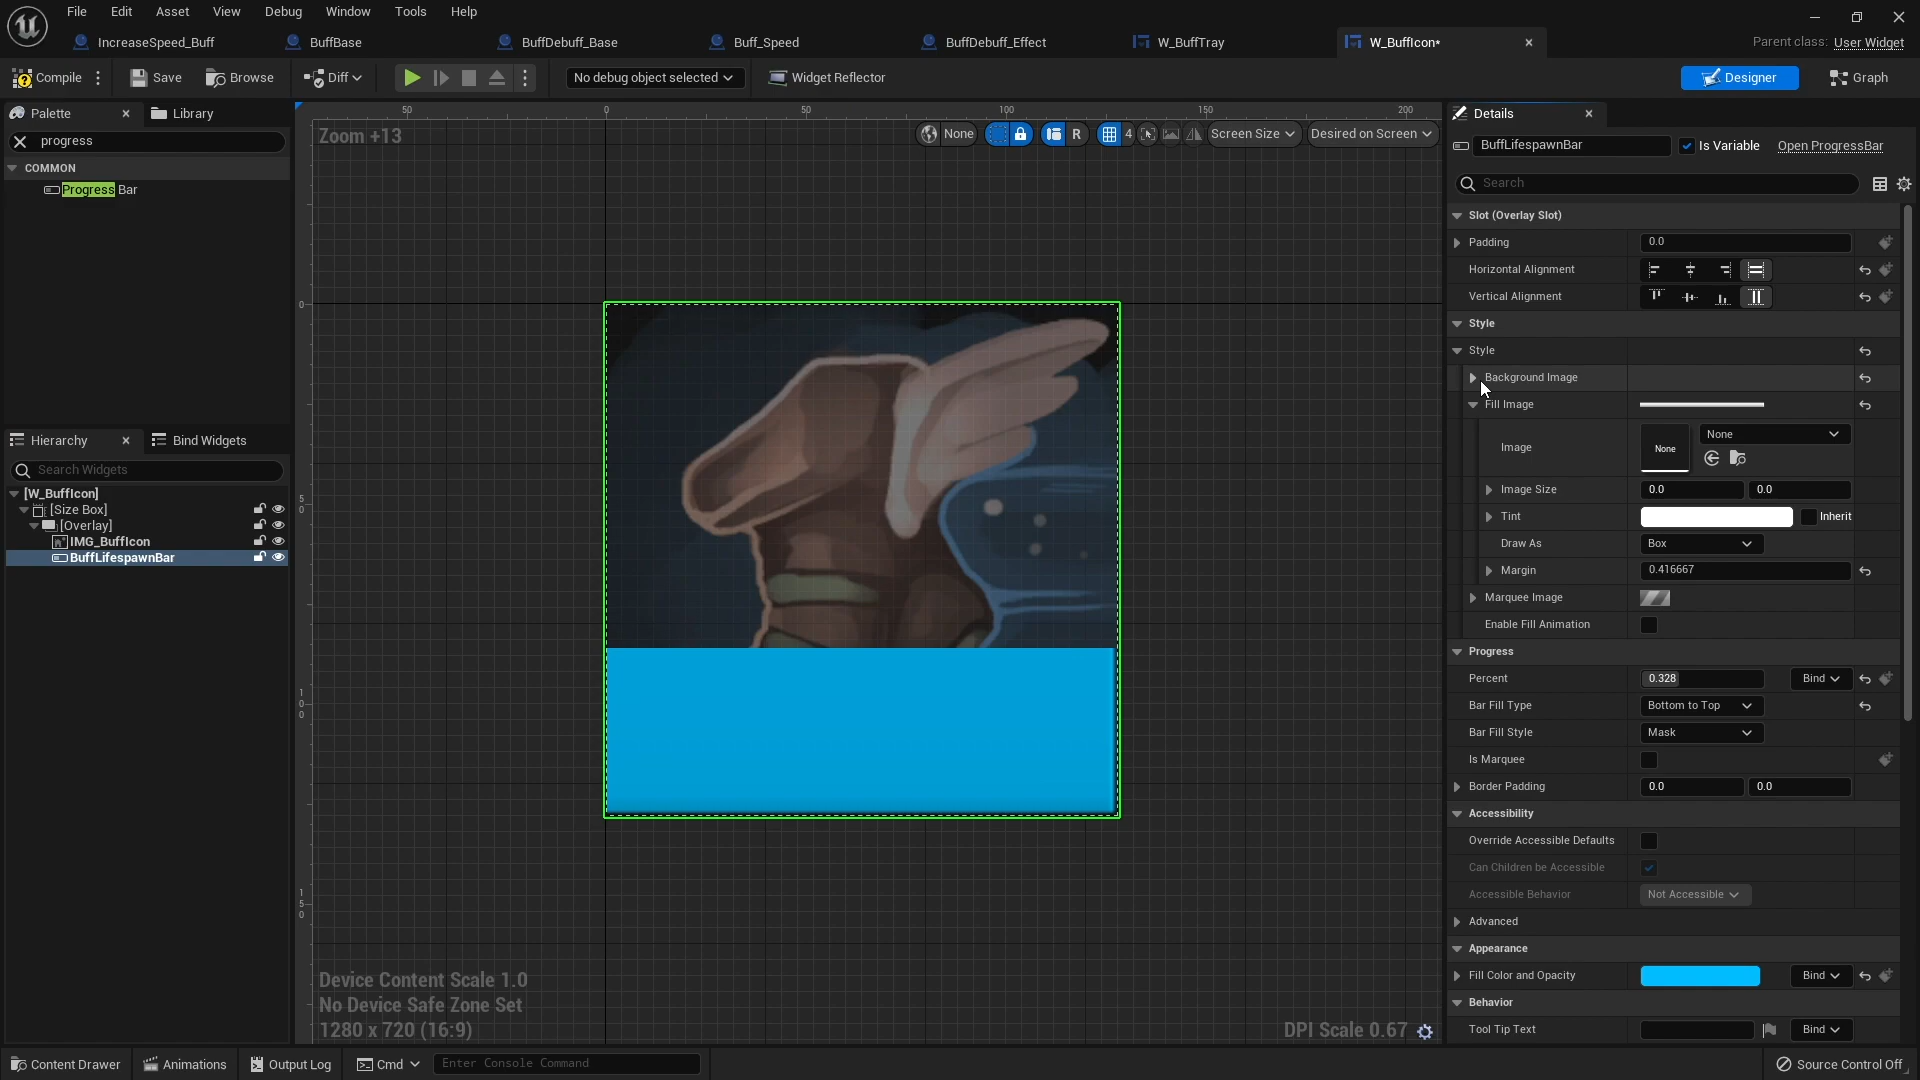 File Edit Asset View Debug Window Tools Help
IncreaseSpeed_Buff BuffBase BuffDebuff_Base Buff_Speed BuffDebuff_Effect W_BuffTray W_BuffIcon* Parent class: User Widget
Compile Save Browse Diff No debug object selected Widget Reflector Designer Graph
Palette Library
progress
COMMON
Progress Bar
Hierarchy Bind Widgets
Search Widgets
[W_BuffIcon]
[Size Box]
[Overlay]
IMG_BuffIcon
BuffLifespawnBar
50 0 50 100 150 200
Zoom +13
None R 4 Screen Size Desired on Screen
0
50
100
150
Device Content Scale 1.0
No Device Safe Zone Set
1280 x 720 (16:9)
DPI Scale 0.67
Details
BuffLifespawnBar Is Variable Open ProgressBar
Search
Slot (Overlay Slot)
Padding 0.0
Horizontal Alignment
Vertical Alignment
Style
Style
Background Image
Fill Image
Image None None
Image Size 0.0 0.0
Tint Inherit
Draw As Box
Margin 0.416667
Marquee Image
Enable Fill Animation
Progress
Percent 0.328 Bind
Bar Fill Type Bottom to Top
Bar Fill Style Mask
Is Marquee
Border Padding 0.0 0.0
Accessibility
Override Accessible Defaults
Can Children be Accessible
Accessible Behavior Not Accessible
Advanced
Appearance
Fill Color and Opacity Bind
Behavior
Tool Tip Text Bind
Content Drawer Animations Output Log Cmd Enter Console Command Source Control Off